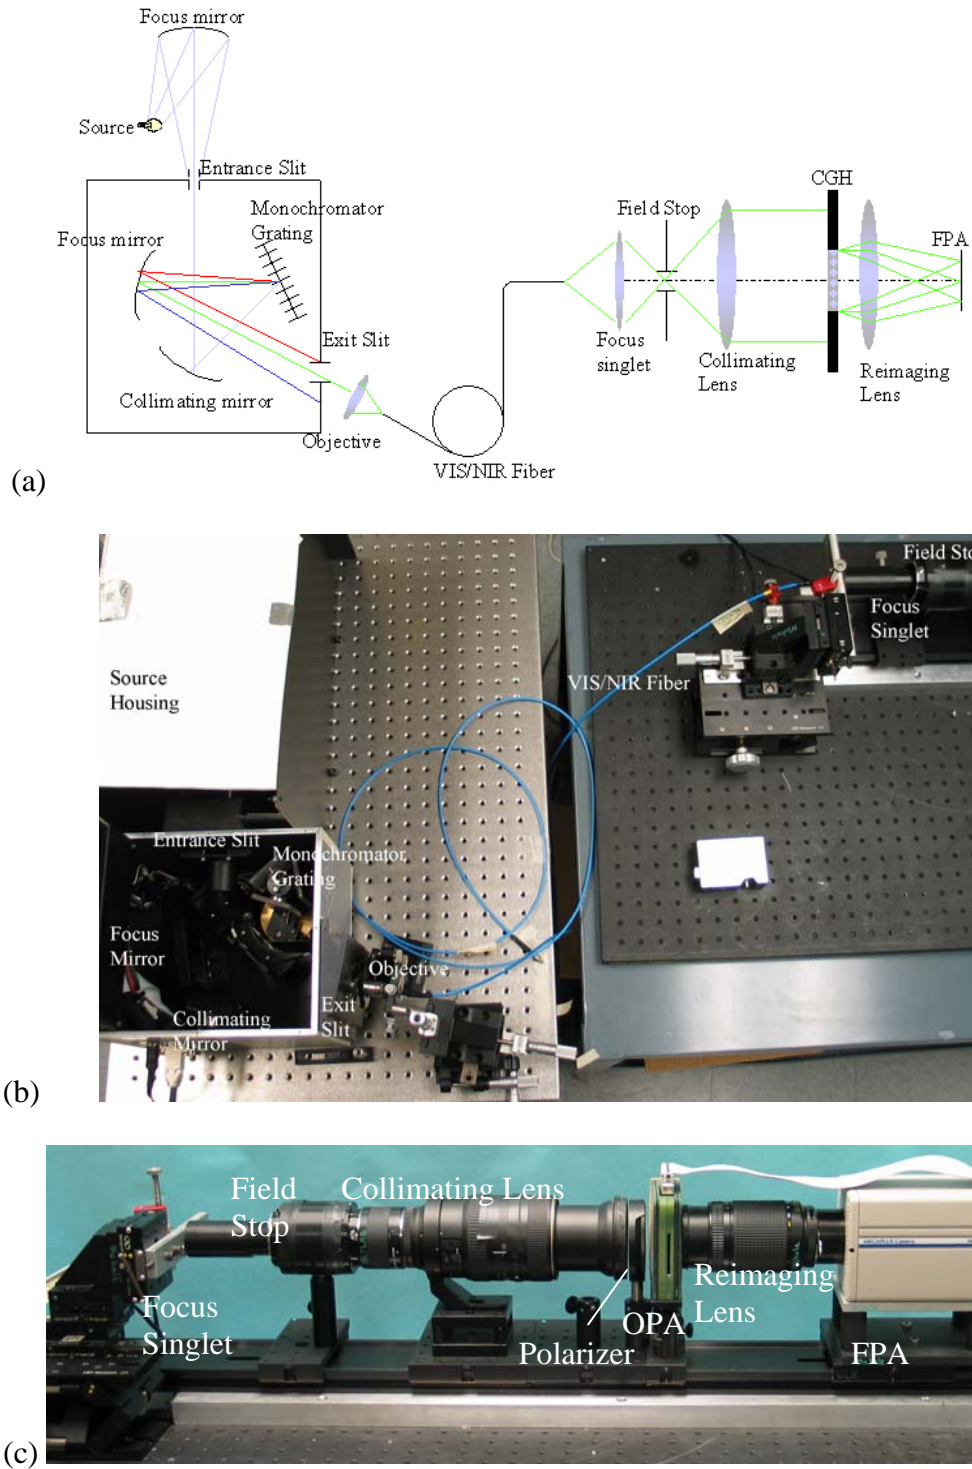 Focus mirror
Source
Entrance Slit
CGH
Monochromator
Grating
Field Stop
Focus mirror
FPA
Exit Slit
Focus
singlet
Collimating
Lens
Reimaging
Lens
Collimating mirror
Objective
VIS/NIR Fiber
(a)
Field Sto
Focus
Singlet
Source
Housing
VIS/NIR Fiber
Entrance Slit
Monochromator
Grating
Focus
Mirror
Objective
Exit
Slit
Collimating
Mirror
(b)
Field
Stop
Collimating Lens
Reimaging
Lens
Focus
Singlet
OPA
Polarizer
FPA
(c)